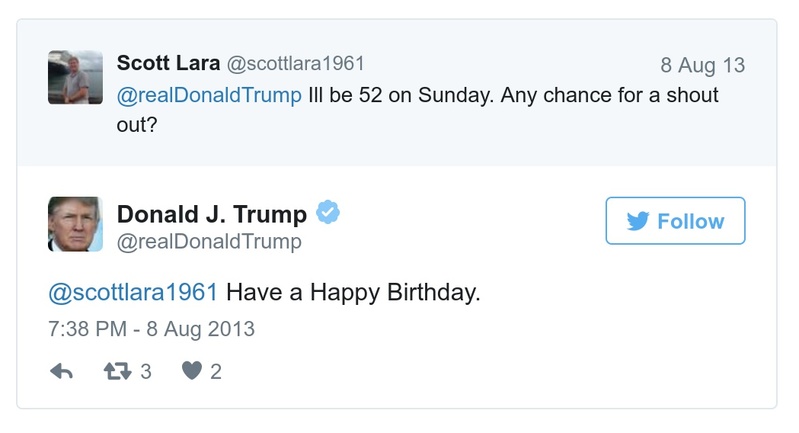 Scott Lara @scottlara1961 8 Aug 13
@realDonaldTrump Ill be 52 on Sunday. Any chance for a shout
out?
Donald J. Trump
@realDonaldTrump
Follow
@scottlara1961 Have a Happy Birthday.
7:38 PM - 8 Aug 2013
3 2